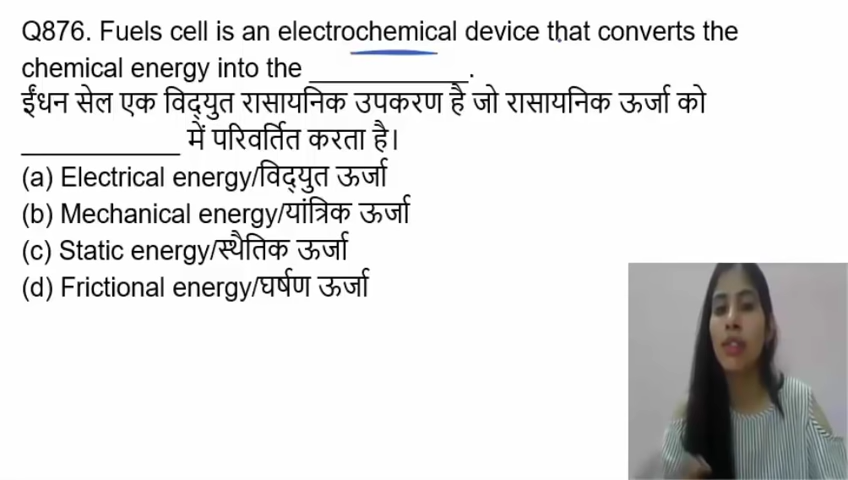 Q876. Fuels cell is an electrochemical device that converts the
chemical energy into the ___________.
ईंधन सेल एक विद्युत रासायनिक उपकरण है जो रासायनिक ऊर्जा को
___________ में परिवर्तित करता है।
(a) Electrical energy/विद्युत ऊर्जा
(b) Mechanical energy/यांत्रिक ऊर्जा
(c) Static energy/स्थैतिक ऊर्जा
(d) Frictional energy/घर्षण ऊर्जा